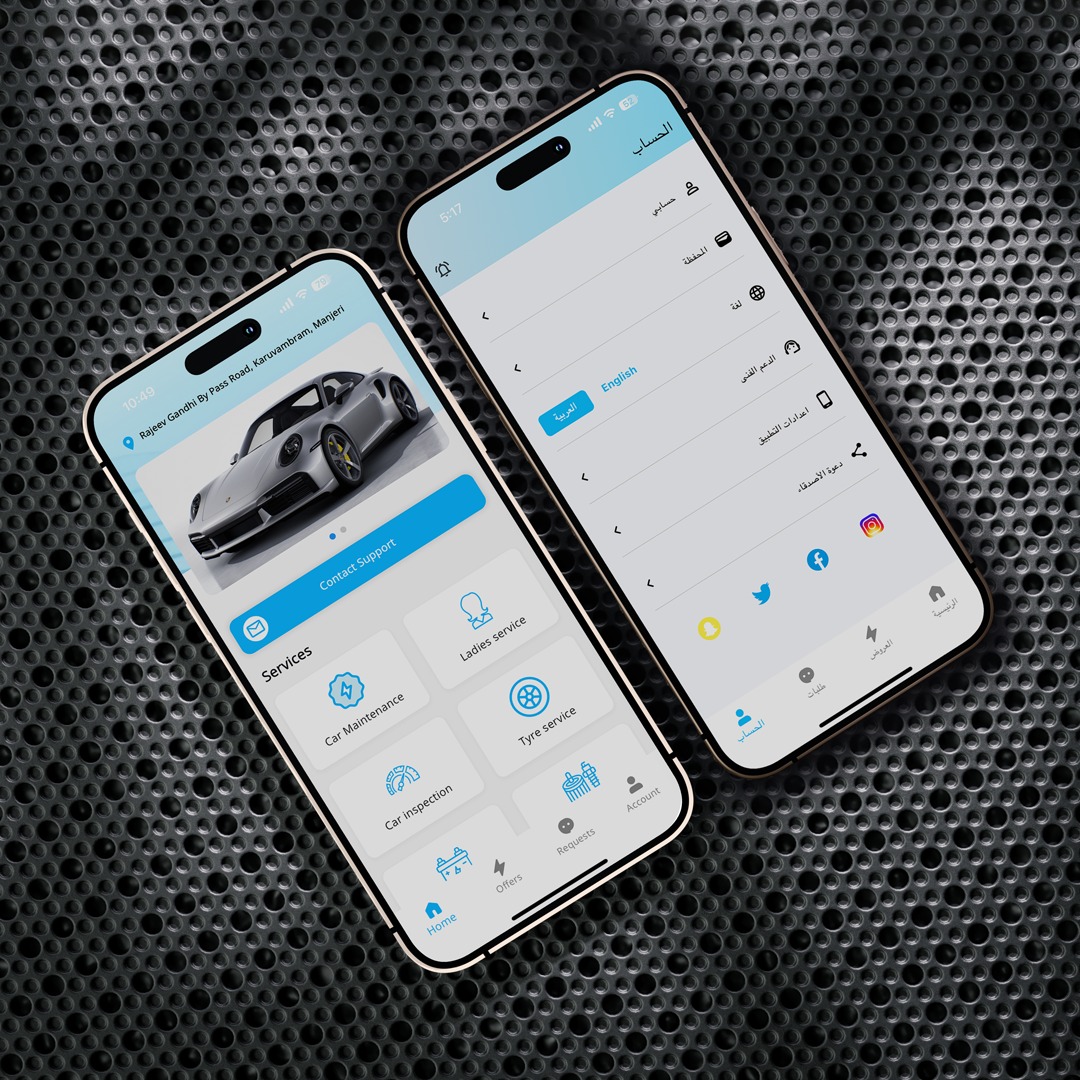 10:49
70
Rajeev Gandhi By Pass Road, Karuvambram, Manjeri
Contact Support
Services
Car Maintenance
Ladies service
Car inspection
Tyre service
Home
Offers
Requests
Account
5:17
62
الحساب
حسابي
المحفظة
لغة
العربية
English
الدعم الفنى
اعدادات التطبيق
دعوة الأصدقاء
الرئيسية
العروض
طلبات
الحساب